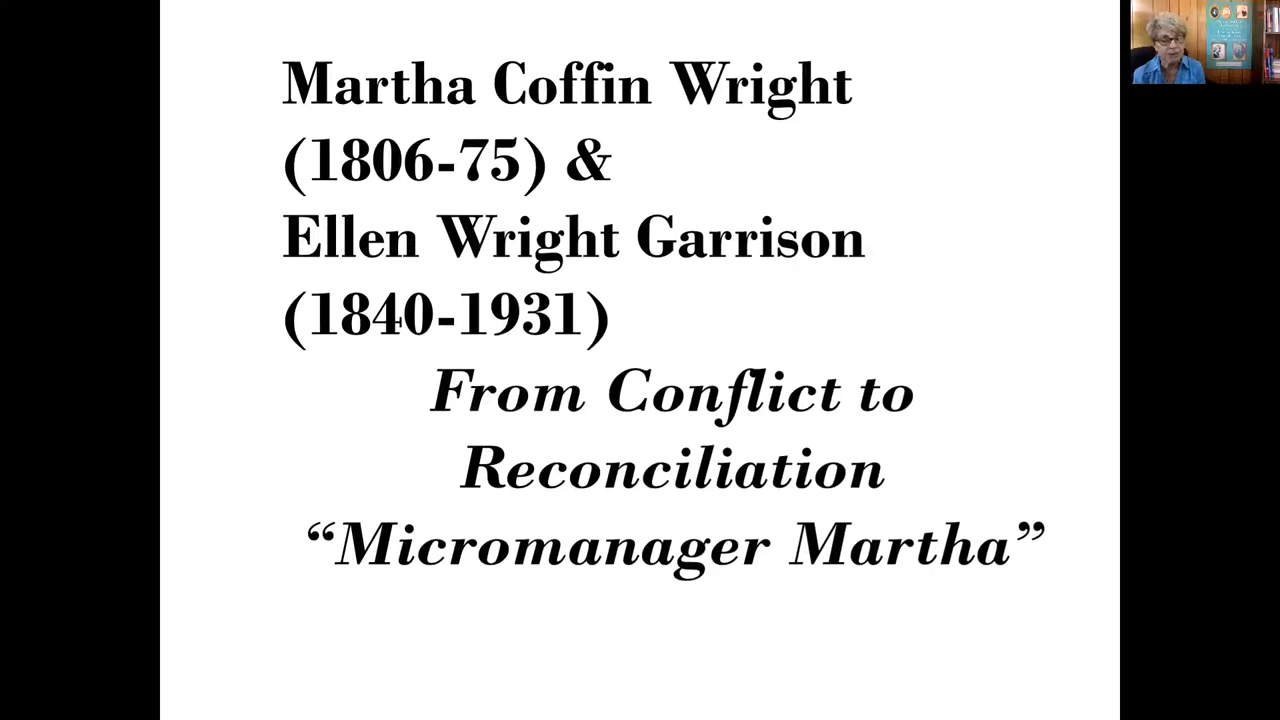 Martha Coffin Wright
(1806-75) &
Ellen Wright Garrison
(1840-1931)
From Conflict to
Reconciliation
“Micromanager Martha”